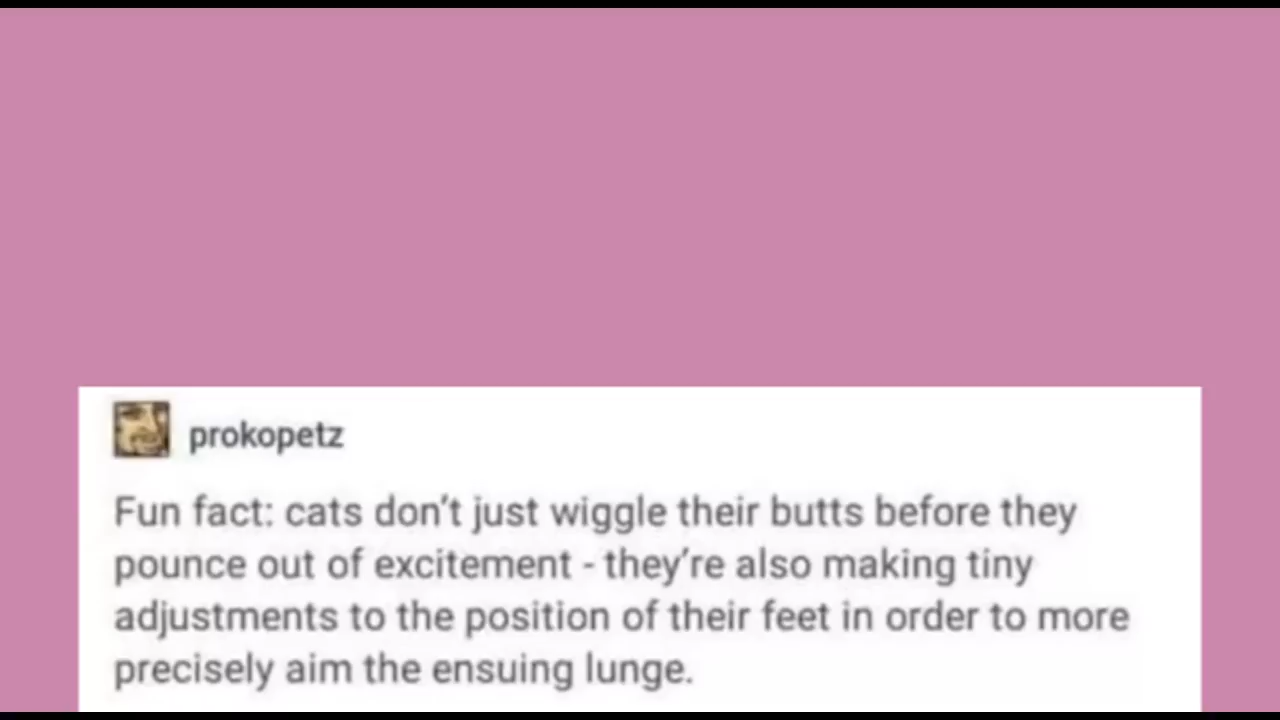 prokopetz
Fun fact: cats don't just wiggle their butts before they
pounce out of excitement - they're also making tiny
adjustments to the position of their feet in order to more
precisely aim the ensuing lunge.